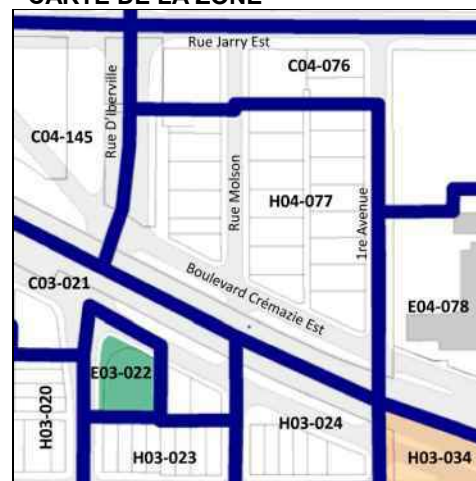 CARTE DE LA ZONE
Rue Jarry Est
C04-076
C04-145
Rue D'Iberville
Rue Molson
H04-077
1re Avenue
Boulevard Crémazie Est
C03-021
E04-078
E03-022
H03-020
H03-024
H03-023
H03-034